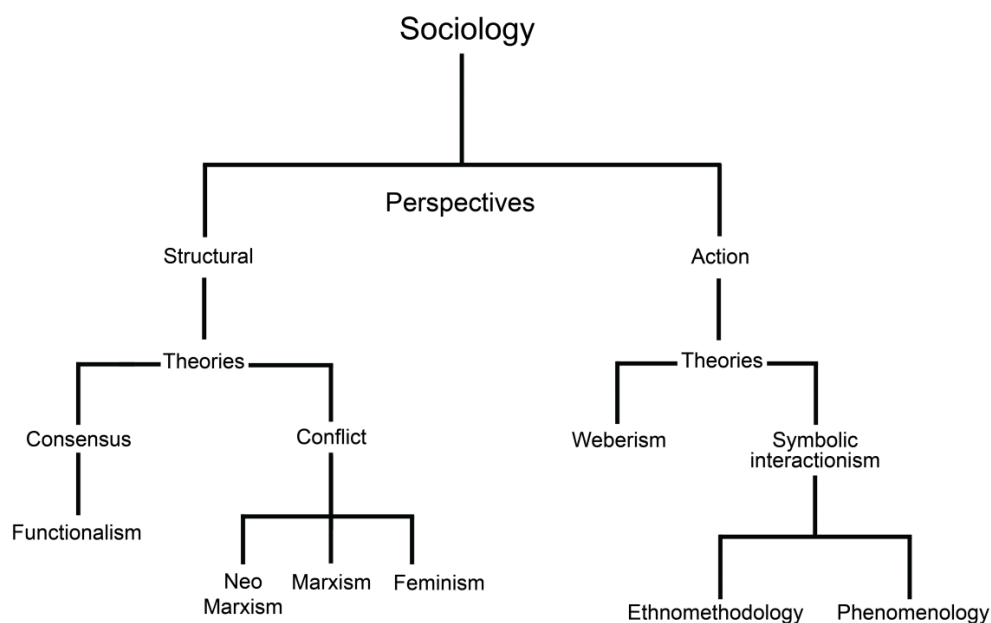 Sociology
Perspectives
Structural
Action
Theories
Theories
Consensus
Conflict
Weberism
Symbolic
interactionism
Functionalism
Neo
Marxism
Marxism
Feminism
Ethnomethodology
Phenomenology